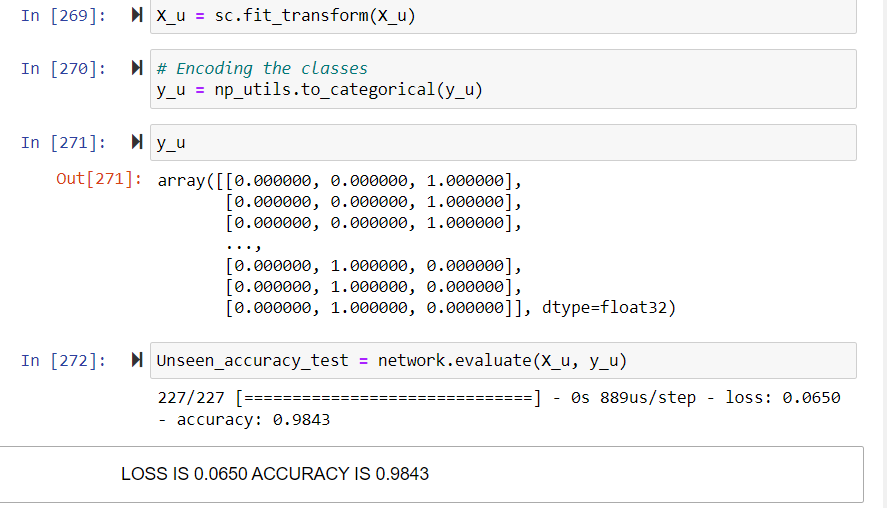 In [269]: X_u = sc.fit_transform(X_u)
In [270]: # Encoding the classes
y_u = np_utils.to_categorical(y_u)
In [271]: y_u
Out[271]: array([[0.000000, 0.000000, 1.000000],
[0.000000, 0.000000, 1.000000],
[0.000000, 0.000000, 1.000000],
...,
[0.000000, 1.000000, 0.000000],
[0.000000, 1.000000, 0.000000],
[0.000000, 1.000000, 0.000000]], dtype=float32)
In [272]: Unseen_accuracy_test = network.evaluate(X_u, y_u)
227/227 [==============================] - 0s 889us/step - loss: 0.0650
- accuracy: 0.9843
LOSS IS 0.0650 ACCURACY IS 0.9843